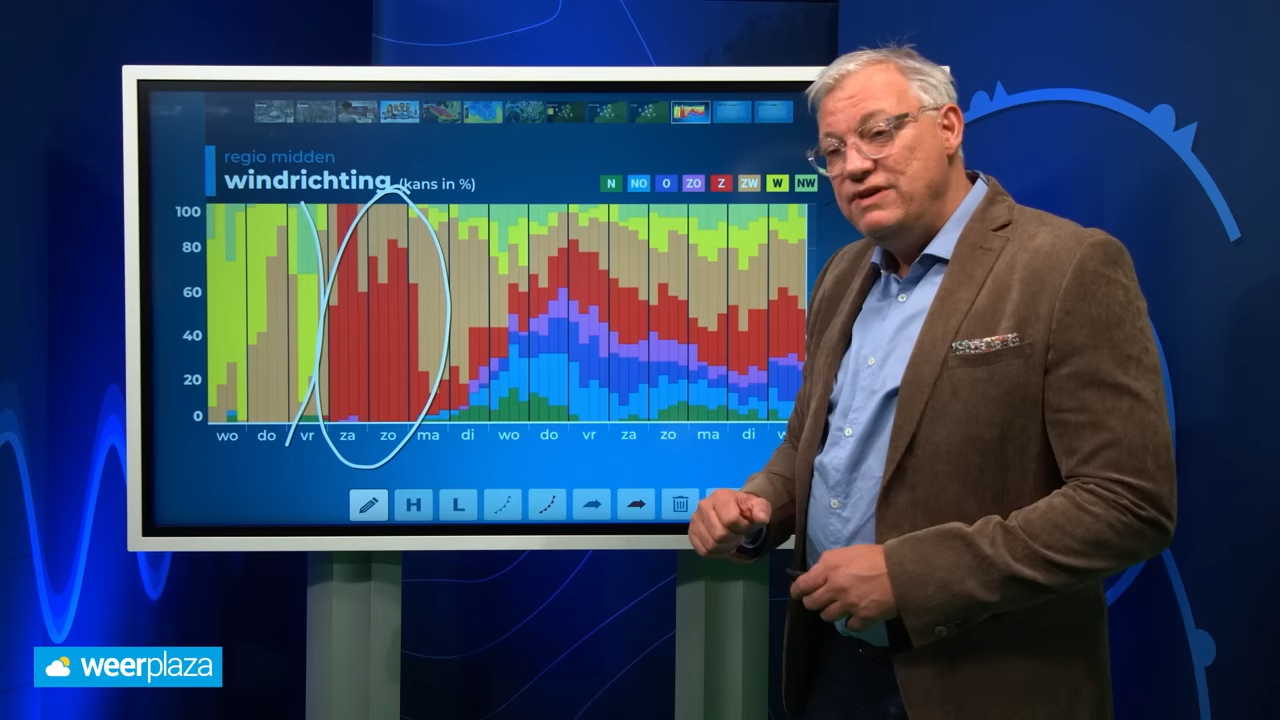 regio midden
windrichting (kans in %)
N NO O ZO Z ZW W NW
100
80
60
40
20
0
wo do vr za zo ma di wo do vr za zo ma di w
H L
weerplaza